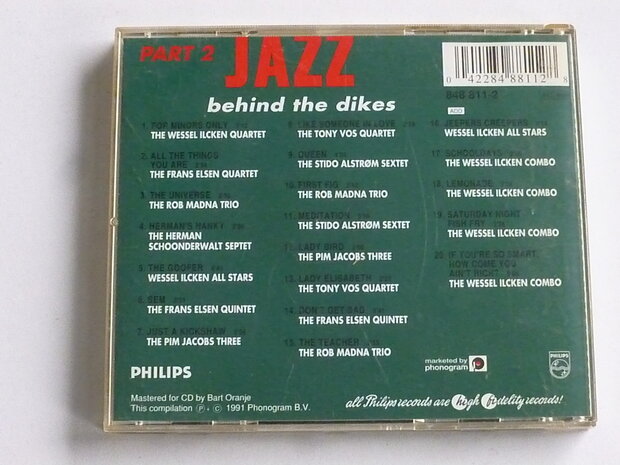 PART 2 JAZZ
behind the dikes
0 42284 88112 8
848 811-2
ADD
1. TOP MINORS ONLY
THE WESSEL ILCKEN QUARTET
2. ALL THE THINGS
YOU ARE
THE FRANS ELSEN QUARTET
3. THE UNIVERSE
THE ROB MADNA TRIO
4. HERMAN'S HANKY
THE HERMAN
SCHOONDERWALT SEPTET
5. THE GOOFER
WESSEL ILCKEN ALL STARS
6. SEM
THE FRANS ELSEN QUINTET
7. JUST A KICKSHAW
THE PIM JACOBS THREE
8. LIKE SOMEONE IN LOVE
THE TONY VOS QUARTET
9. QUEEN
THE STIDO ALSTRØM SEXTET
10. FIRST
THE ROB MADNA TRIO
11. MEDITATION
THE STIDO ALSTRØM SEXTET
12. LADY BIRD
THE PIM JACOBS THREE
13. LADY ELISABETH
THE TONY VOS QUARTET
14. DON'T GET SAD
THE FRANS ELSEN QUINTET
15. THE TEACHER
THE ROB MADNA TRIO
16. JEEPERS CREEPERS
WESSEL ILCKEN ALL STARS
17. SCHOOLDAYS
THE WESSEL ILCKEN COMBO
18. LEMONADE
THE WESSEL ILCKEN COMBO
19. SATURDAY NIGHT
FISH FRY
THE WESSEL ILCKEN COMBO
20. IF YOU'RE SO SMART,
HOW COME YOU
AIN'T RICH?
THE WESSEL ILCKEN COMBO
PHILIPS
Mastered for CD by Bart Oranje
This compilation ℗ + © 1991 Phonogram B.V.
marketed by
phonogram
PHILIPS
all Philips records are high fidelity records!